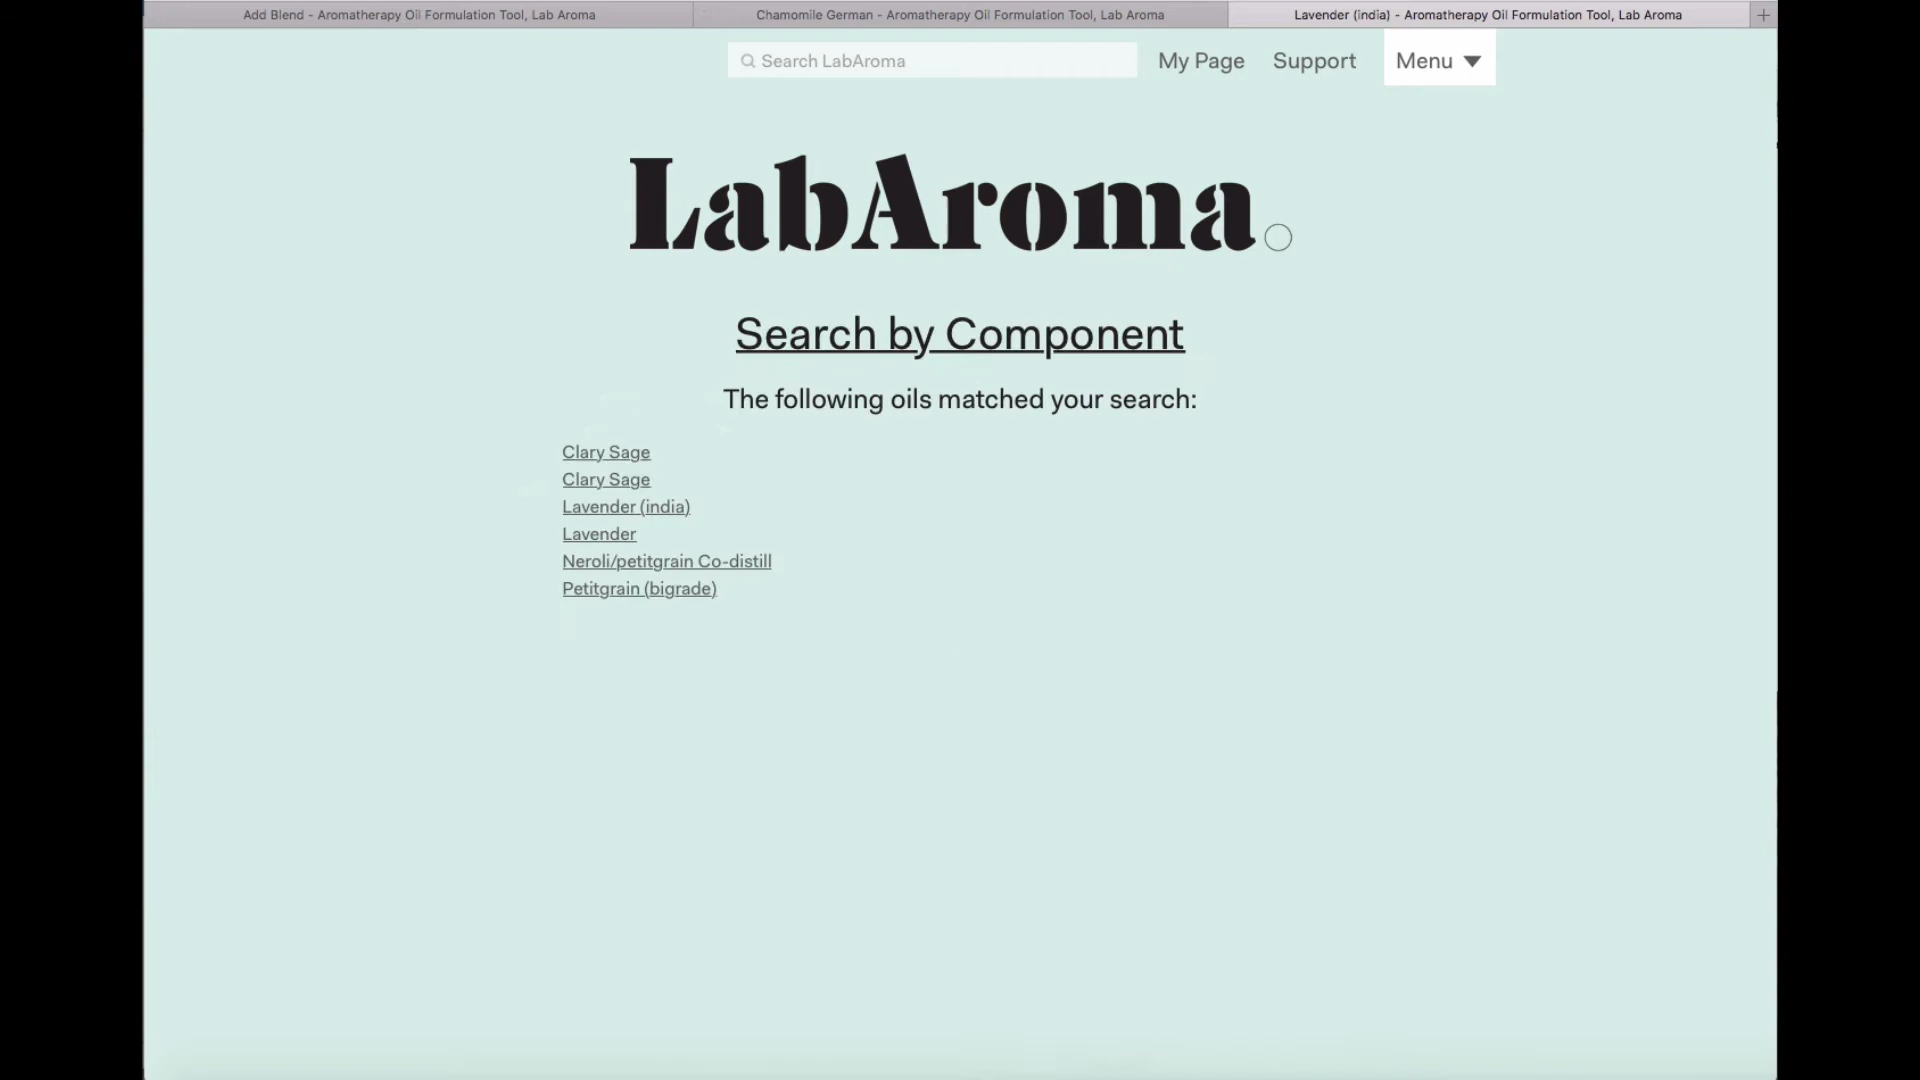 Add Blend - Aromatherapy Oil Formulation Tool, Lab Aroma
Chamomile German - Aromatherapy Oil Formulation Tool, Lab Aroma
Lavender (india) - Aromatherapy Oil Formulation Tool, Lab Aroma
Search LabAroma
My Page
Support
Menu
LabAroma
Search by Component
The following oils matched your search:
Clary Sage
Clary Sage
Lavender (india)
Lavender
Neroli/petitgrain Co-distill
Petitgrain (bigrade)